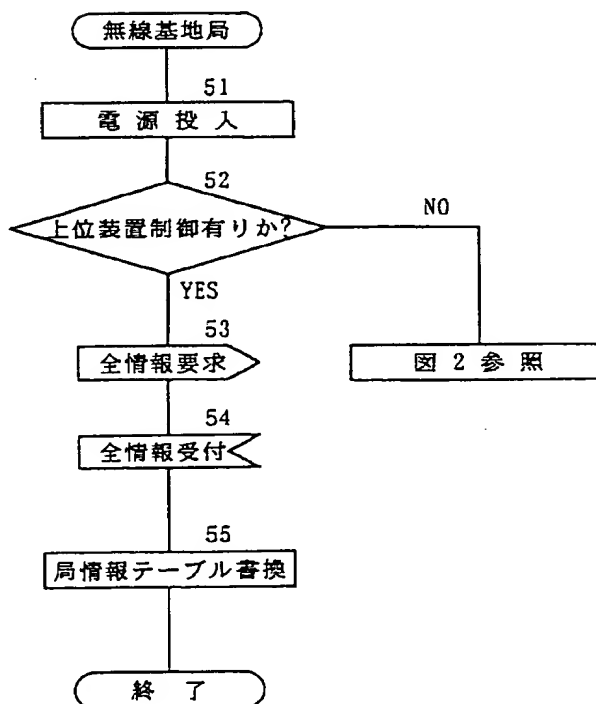 無線基地局
51
電源投入
52
上位装置制御有りか?
NO
YES
53
全情報要求
図2参照
54
全情報受付
55
局情報テーブル書換
終了